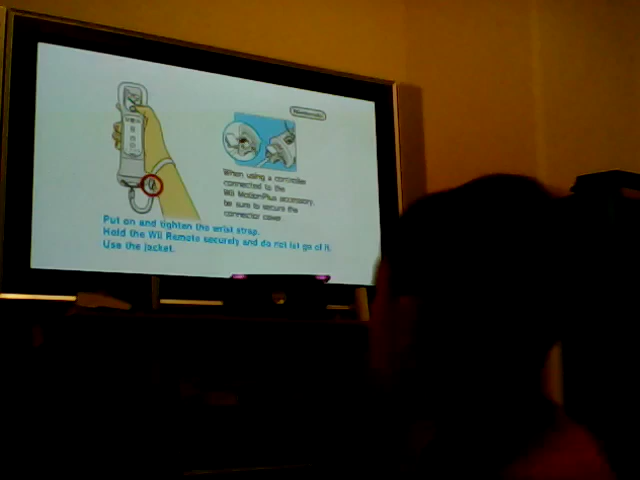 Nintendo
When using a controller
connected to the
Wii MotionPlus accessory,
be sure to secure the
connector cover.
Put on and tighten the wrist strap.
Hold the Wii Remote securely and do not let go of it.
Use the jacket.